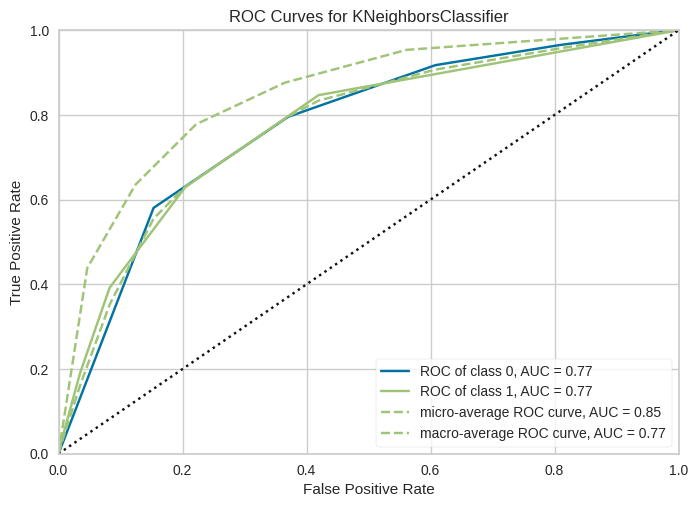 ROC Curves for KNeighborsClassifier
1.0
0.8
0.6
0.4
0.2
0.0
True Positive Rate
0.0 0.2 0.4 0.6 0.8 1.0
False Positive Rate
ROC of class 0, AUC = 0.77
ROC of class 1, AUC = 0.77
micro-average ROC curve, AUC = 0.85
macro-average ROC curve, AUC = 0.77